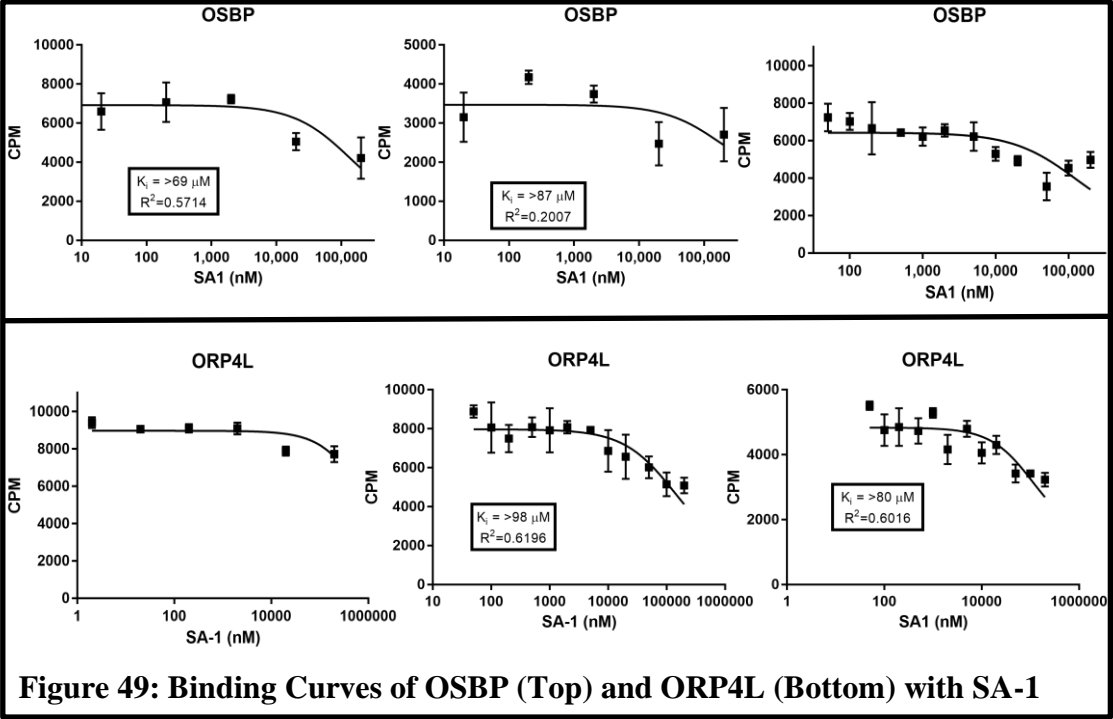 OSBP
10000
8000
6000
4000
2000
0
CPM
Kᵢ = >69 µM
R²=0.5714
10 100 1,000 10,000 100,000
SA1 (nM)
OSBP
5000
4000
3000
2000
1000
0
CPM
Kᵢ = >87 µM
R²=0.2007
10 100 1,000 10,000 100,000
SA1 (nM)
OSBP
10000
8000
6000
4000
2000
0
CPM
100 1,000 10,000 100,000
SA1 (nM)
ORP4L
10000
8000
6000
4000
2000
0
CPM
1 100 10000 1000000
SA-1 (nM)
ORP4L
10000
8000
6000
4000
2000
0
CPM
Kᵢ = >98 µM
R²=0.6196
10 100 1000 10000 100000 1000000
SA-1 (nM)
ORP4L
6000
4000
2000
0
CPM
Kᵢ = >80 µM
R²=0.6016
1 100 10000 1000000
SA1 (nM)
Figure 49: Binding Curves of OSBP (Top) and ORP4L (Bottom) with SA-1